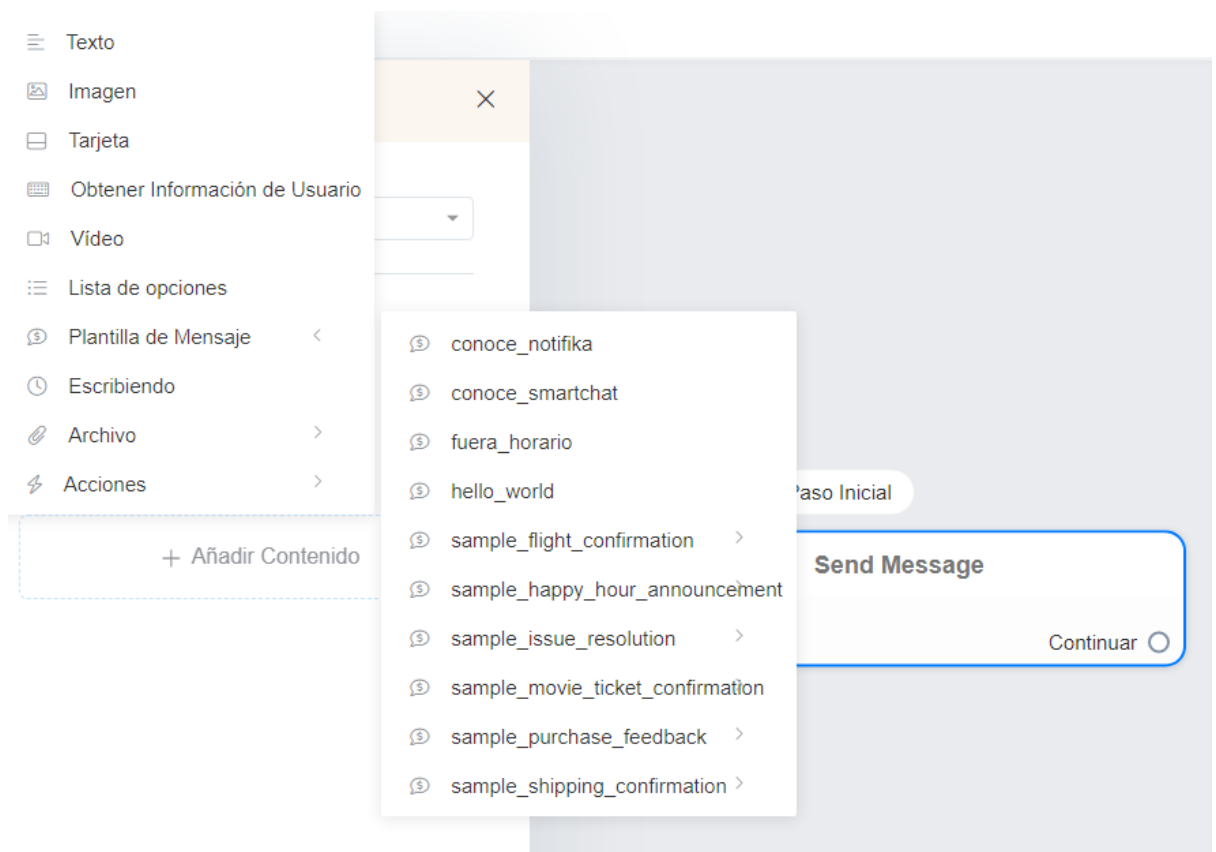 Texto
Imagen
Tarjeta
Obtener Información de Usuario
Vídeo
Lista de opciones
Plantilla de Mensaje
Escribiendo
Archivo
Acciones
+ Añadir Contenido
conoce_notifika
conoce_smartchat
fuera_horario
hello_world
sample_flight_confirmation
sample_happy_hour_announcement
sample_issue_resolution
sample_movie_ticket_confirmation
sample_purchase_feedback
sample_shipping_confirmation
Paso Inicial
Send Message
Continuar